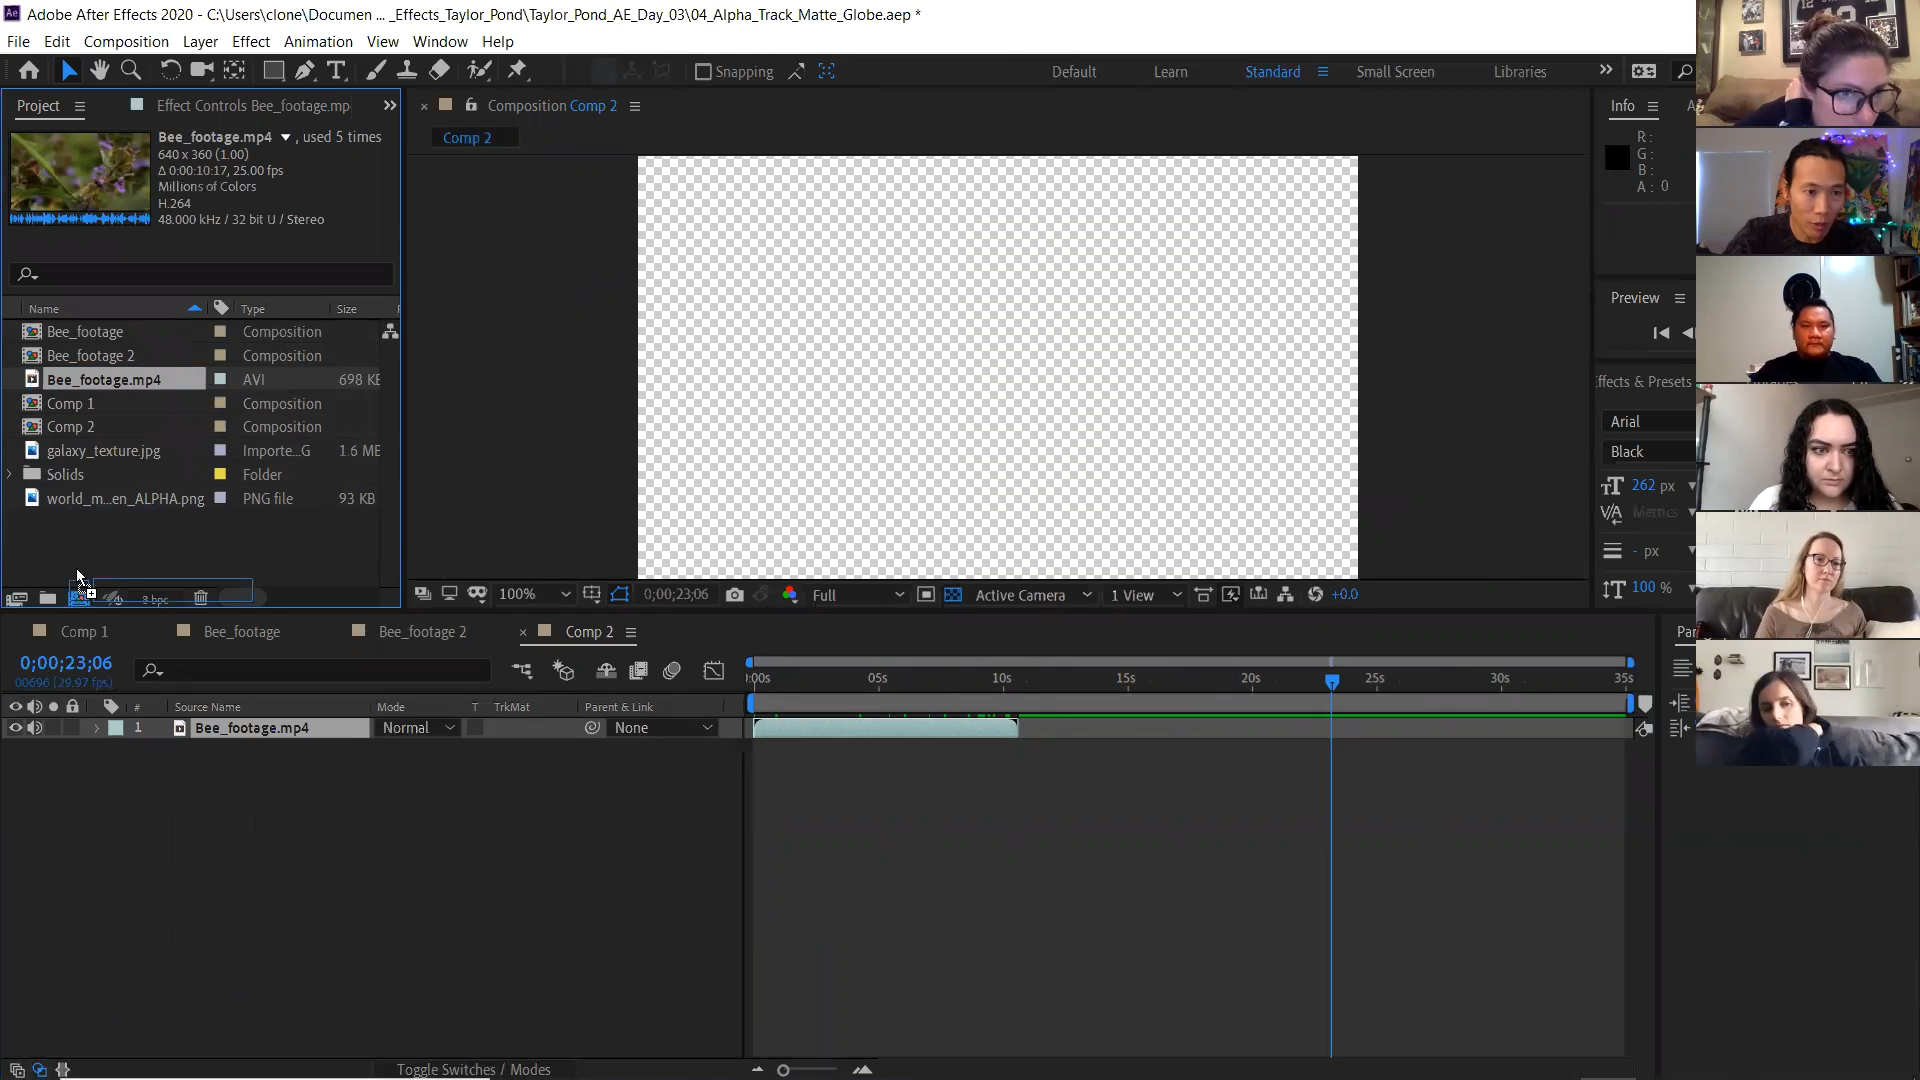 Adobe After Effects 2020 - C:\Users\clone\Documen ... _Effects_Taylor_Pond\Taylor_Pond_AE_Day_03\04_Alpha_Track_Matte_Globe.aep *
File Edit Composition Layer Effect Animation View Window Help
Snapping Default Learn Standard Small Screen Libraries
Project Effect Controls Bee_footage.mp
Composition Comp 2
Info
Comp 2
Bee_footage.mp4 , used 5 times
640 x 360 (1.00)
Δ 0:00:10:17, 25.00 fps
Millions of Colors
H.264
48.000 kHz / 32 bit U / Stereo
R :
G :
B :
A : 0
Preview
Name Type Size
Bee_footage Composition
Bee_footage 2 Composition
Bee_footage.mp4 AVI 698 KE
Comp 1 Composition
Comp 2 Composition
galaxy_texture.jpg Importe...G 1.6 ME
Solids Folder
world_m...en_ALPHA.png PNG file 93 KB
ffects & Presets
Arial
Black
262 px
Metrics
- px
100 %
8 bpc
100% 0;00;23;06 Full Active Camera 1 View +0.0
Comp 1 Bee_footage Bee_footage 2 Comp 2
Par
0;00;23;06
00696 (29.97 fps)
:00s 05s 10s 15s 20s 25s 30s 35s
# Source Name Mode T TrkMat Parent & Link
1 Bee_footage.mp4 Normal None
Toggle Switches / Modes